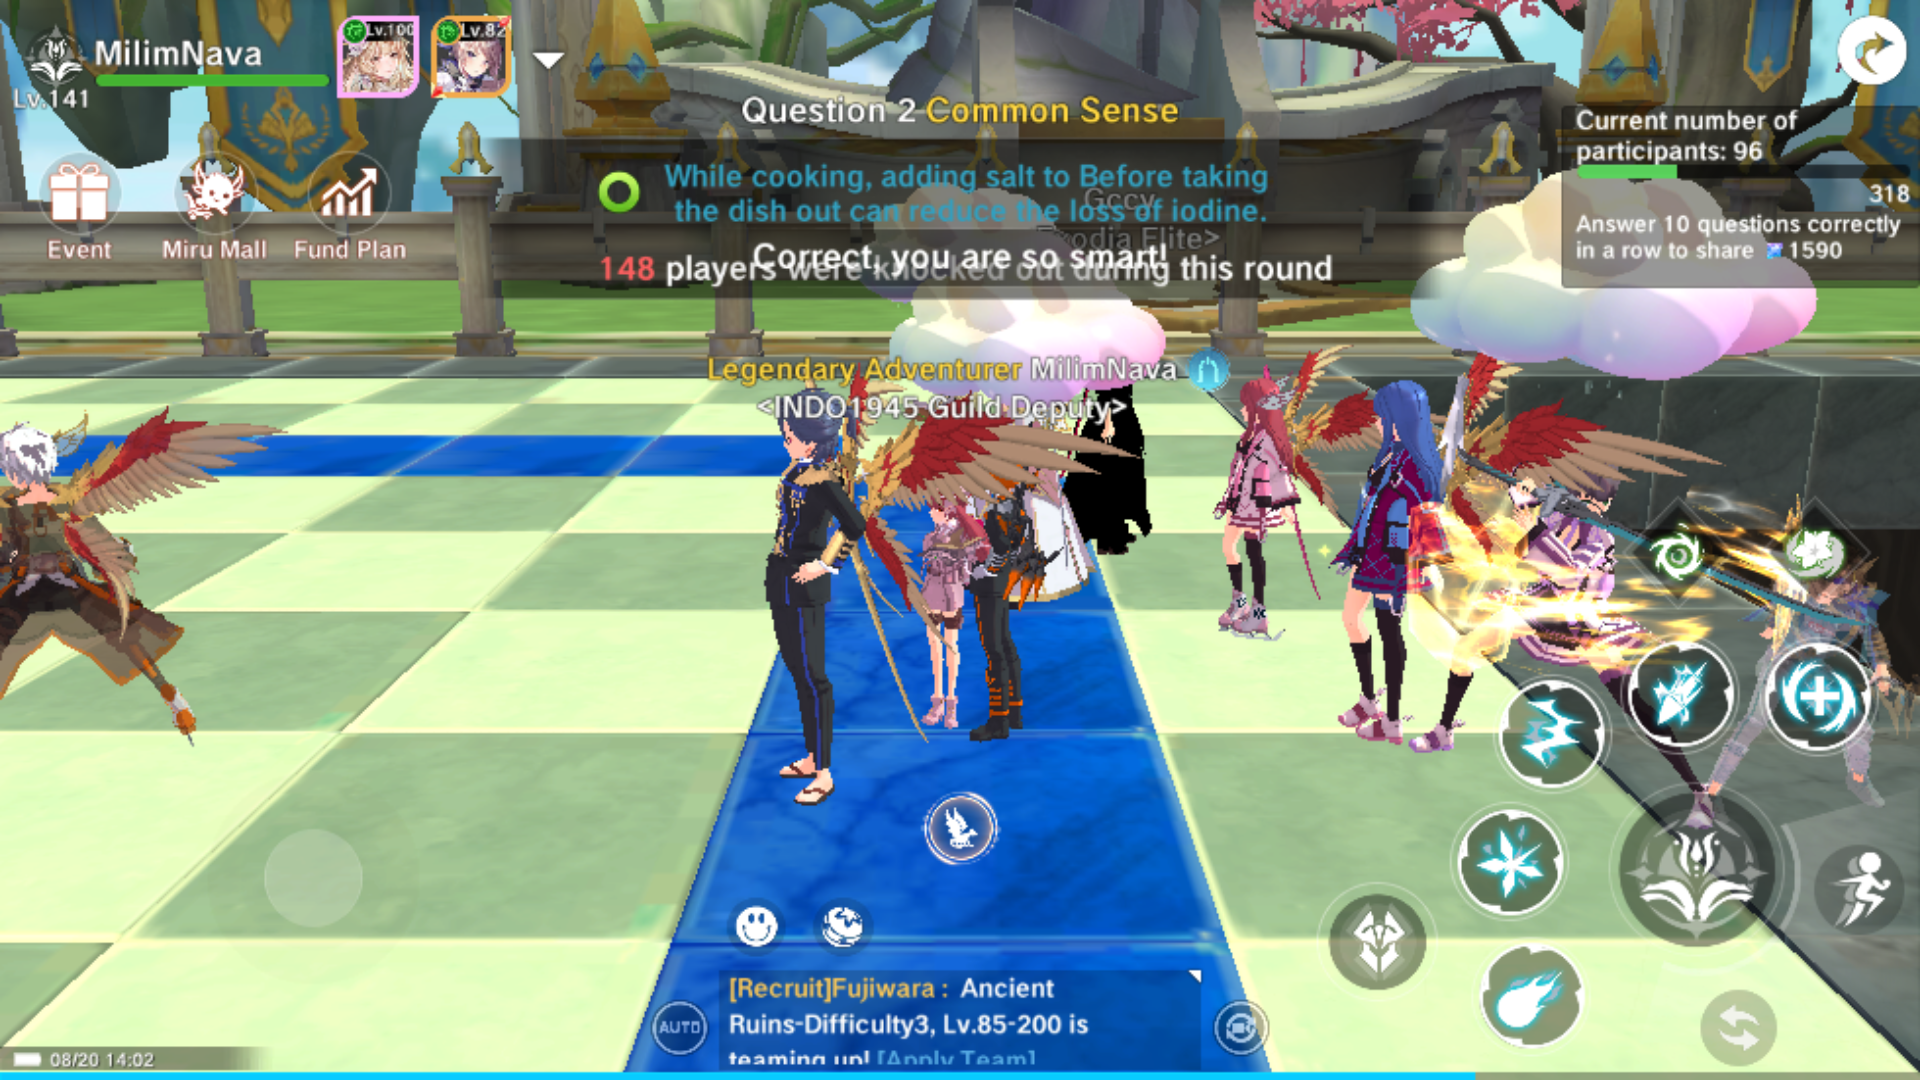 MilimNava
Lv.141
Lv.100
Lv.82
Event
Miru Mall
Fund Plan
Question 2 Common Sense
While cooking, adding salt to Before taking
the dish out can reduce the loss of iodine.
Gccy
Elite>
Correct, you are so smart!
148 players were knocked out during this round
Current number of
participants: 96
318
Answer 10 questions correctly
in a row to share 1590
Legendary Adventurer MilimNava
<INDO1945 Guild Deputy>
[Recruit]Fujiwara : Ancient
Ruins-Difficulty3, Lv.85-200 is
teaming up! [Apply Team]
AUTO
08/20 14:02